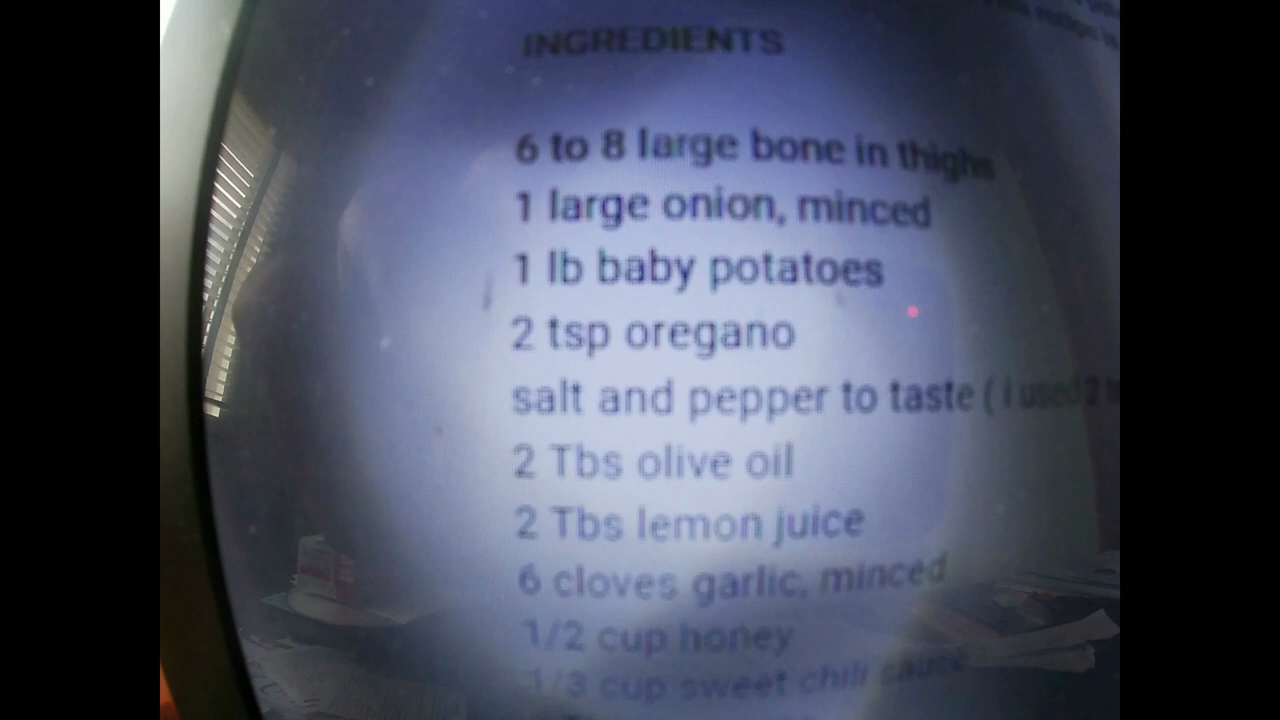 INGREDIENTS
6 to 8 large bone in thighs
1 large onion, minced
1 lb baby potatoes
2 tsp oregano
salt and pepper to taste ( i used 2
2 Tbs olive oil
2 Tbs lemon juice
6 cloves garlic, minced
1/2 cup honey
1/3 cup sweet chili sauce